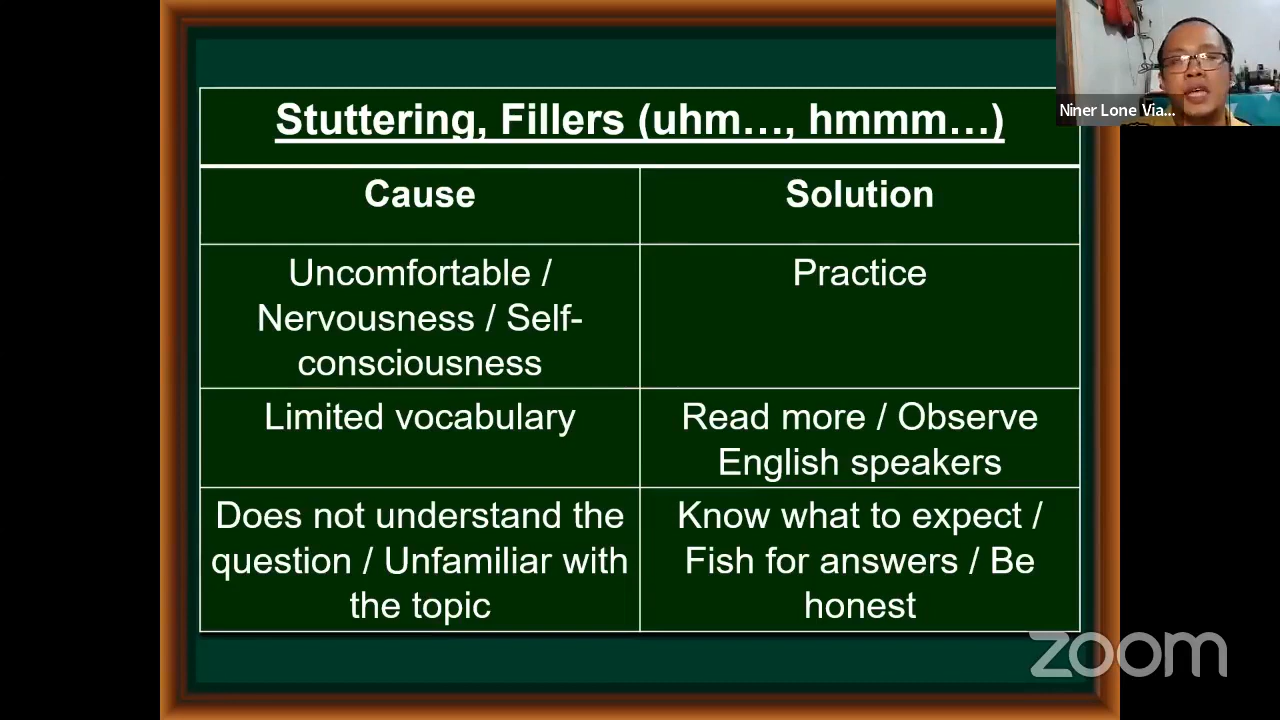 Stuttering, Fillers (uhm…, hmmm…)
Cause
Solution
Uncomfortable /
Nervousness / Self-
consciousness
Practice
Limited vocabulary
Read more / Observe
English speakers
Does not understand the
question / Unfamiliar with
the topic
Know what to expect /
Fish for answers / Be
honest
Niner Lone Via...
zoom